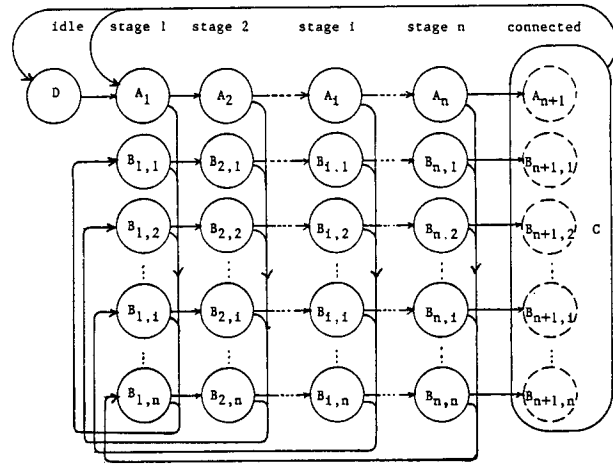 idle stage 1 stage 2 stage i stage n connected
D A1 A2 Ai An An+1
B1,1 B2,1 Bi.1 Bn,1 Bn+1,1
B1,2 B2,2 Bi,2 Bn.2 Bn+1,2 C
B1,i B2,i Bi,i Bn,i Bn+1,i
B1,n B2,n Bi,n Bn,n Bn+1,n